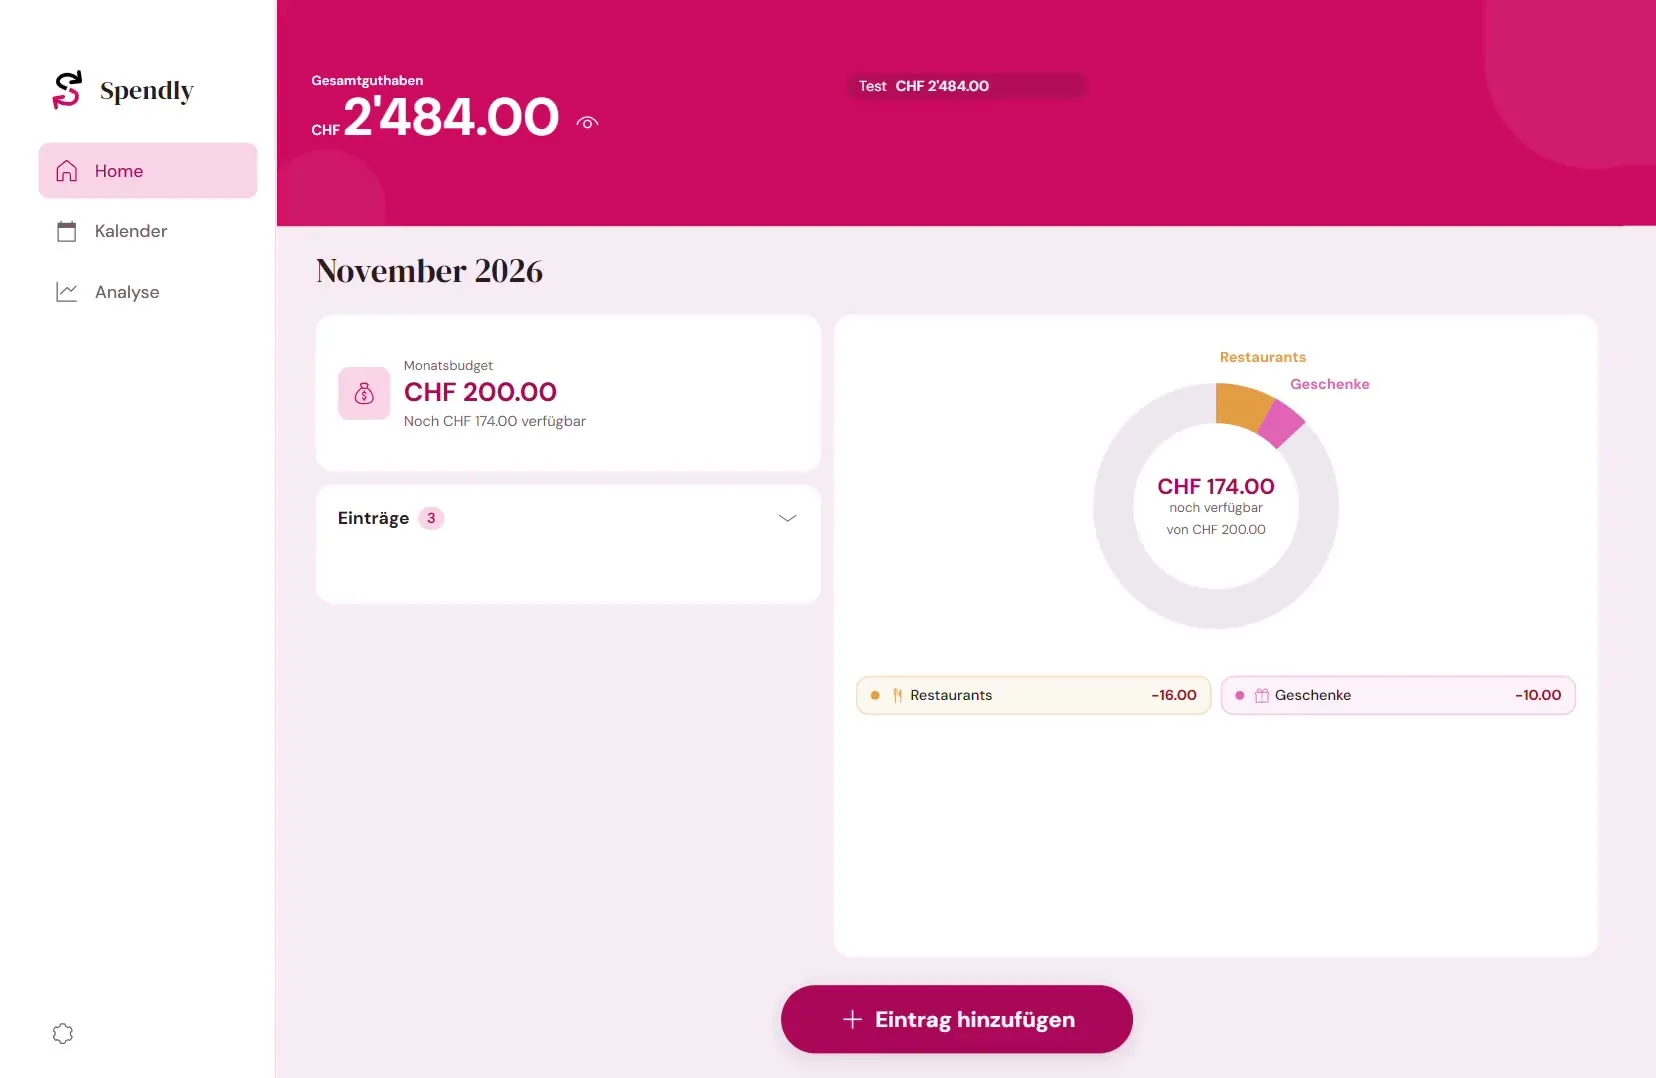 Spendly
Home
Kalender
Analyse
Gesamtguthaben
CHF 2'484.00
Test CHF 2'484.00
November 2026
Monatsbudget
CHF 200.00
Noch CHF 174.00 verfügbar
Einträge 3
Restaurants
Geschenke
CHF 174.00
noch verfügbar
von CHF 200.00
Restaurants -16.00
Geschenke -10.00
+ Eintrag hinzufügen